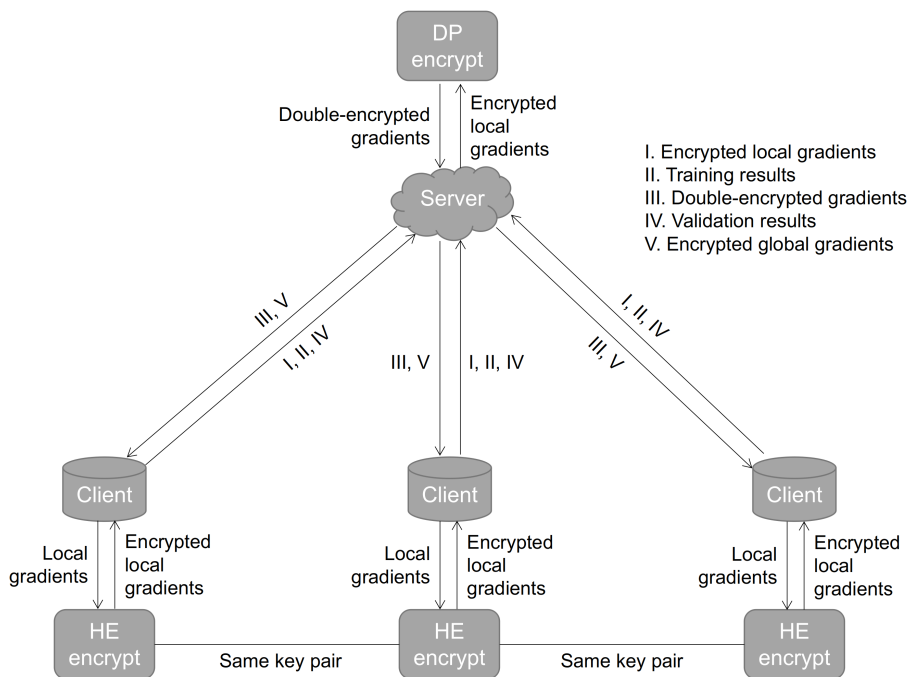 DP
encrypt
Double-encrypted
gradients
Encrypted
local
gradients
I. Encrypted local gradients
II. Training results
III. Double-encrypted gradients
IV. Validation results
V. Encrypted global gradients
Server
III, V
I, II, IV
III, V
I, II, IV
I, II, IV
III, V
Client
Client
Client
Local
gradients
Encrypted
local
gradients
Local
gradients
Encrypted
local
gradients
Local
gradients
Encrypted
local
gradients
HE
encrypt
Same key pair
HE
encrypt
Same key pair
HE
encrypt